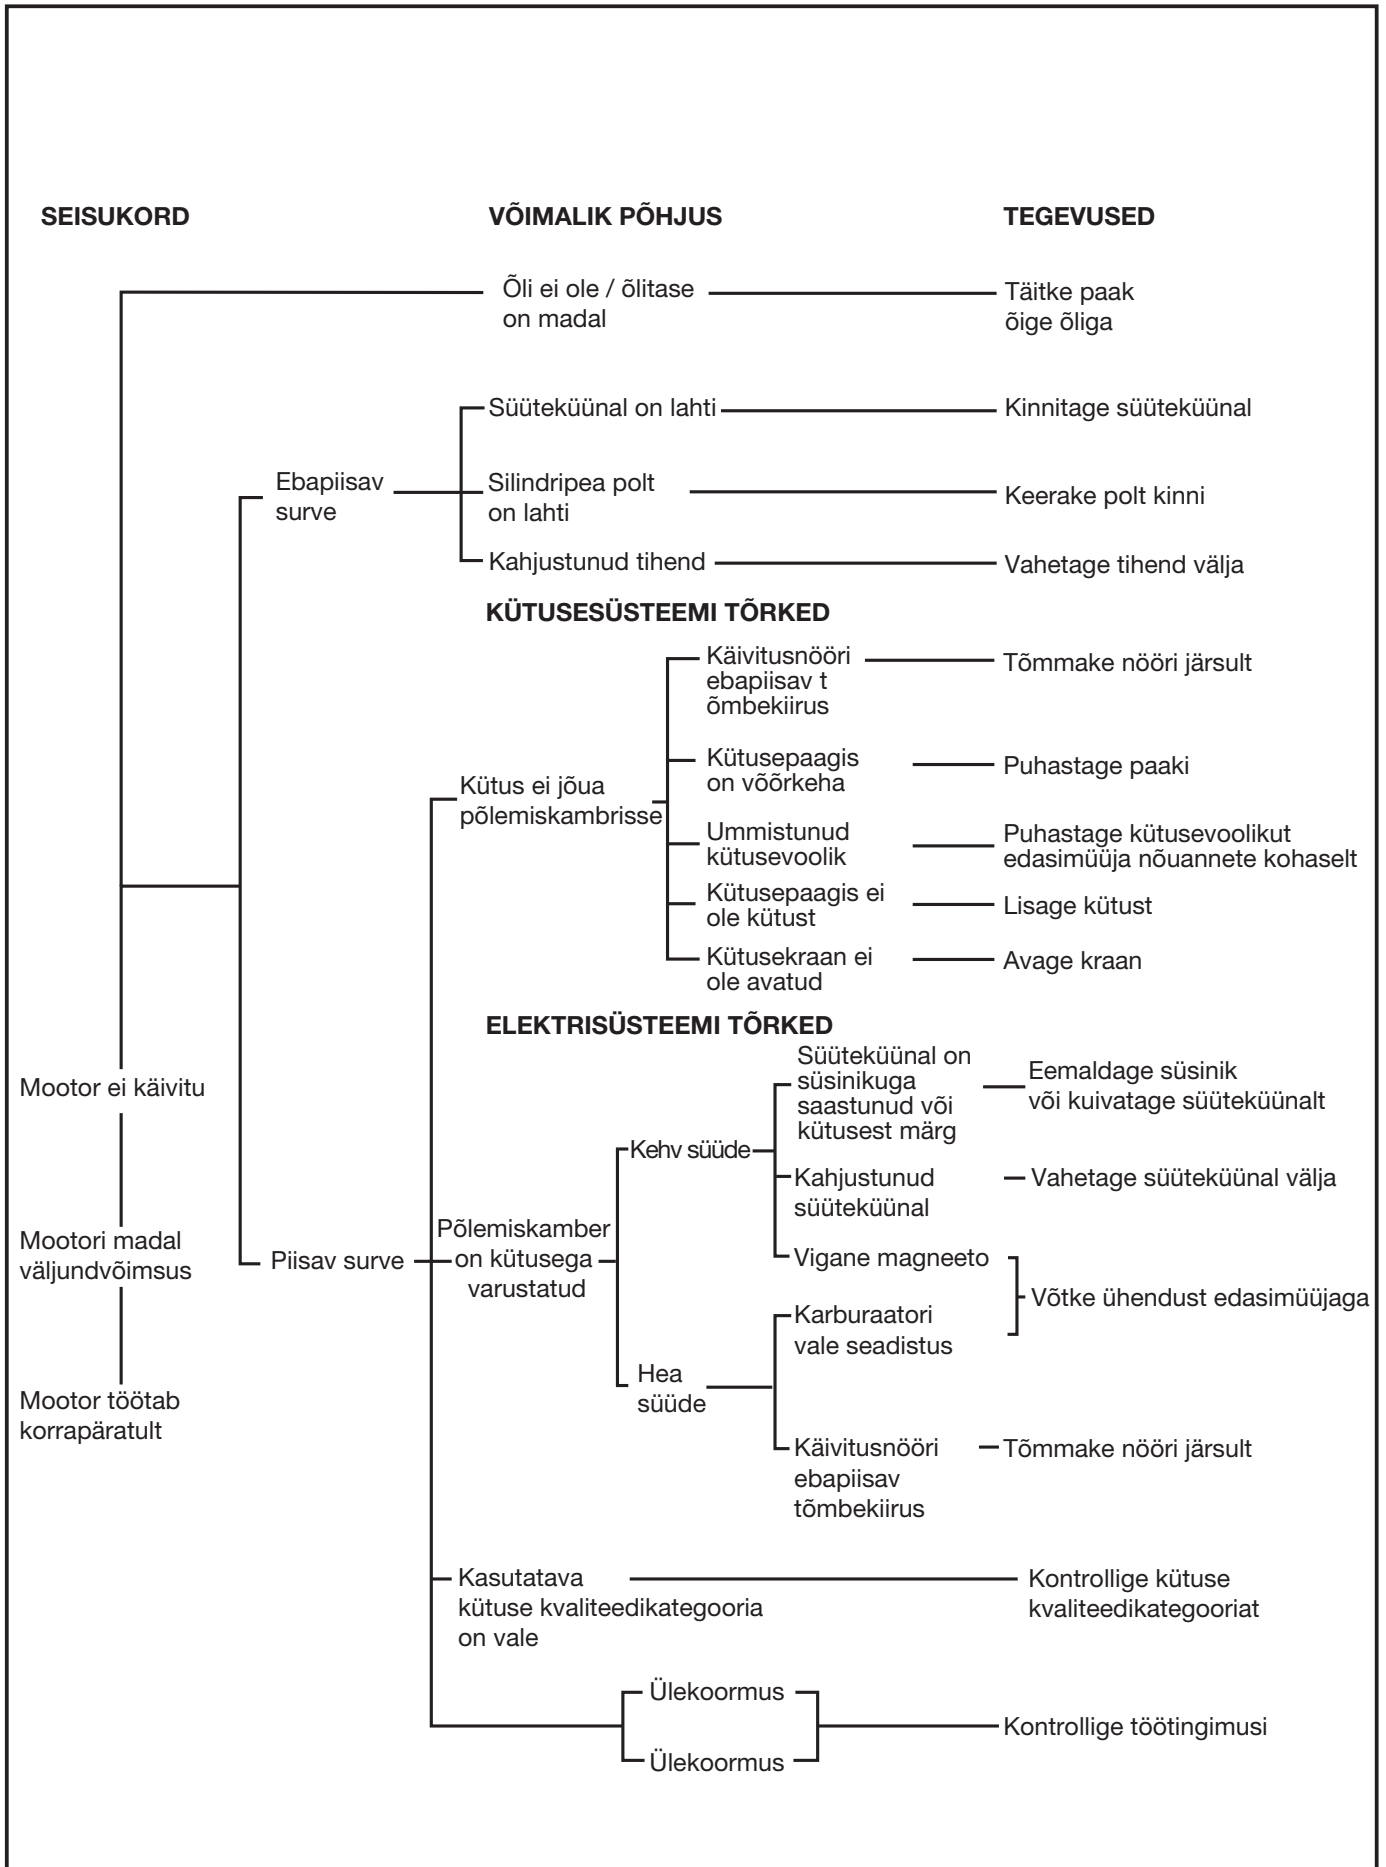 SEISUKORD
VÕIMALIK PÕHJUS
TEGEVUSED
Õli ei ole / õlitase
on madal
Täitke paak
õige õliga
Süüteküünal on lahti
Kinnitage süüteküünal
Ebapiisav
surve
Silindripea polt
on lahti
Keerake polt kinni
Kahjustunud tihend
Vahetage tihend välja
KÜTUSESÜSTEEMI TÕRKED
Käivitusnööri
ebapiisav t
õmbekiirus
Tõmmake nööri järsult
Kütus ei jõua
põlemiskambrisse
Kütusepaagis
on võõrkeha
Puhastage paaki
Ummistunud
kütusevoolik
Puhastage kütusevoolikut
edasimüüja nõuannete kohaselt
Kütusepaagis ei
ole kütust
Lisage kütust
Kütusekraan ei
ole avatud
Avage kraan
ELEKTRISÜSTEEMI TÕRKED
Mootor ei käivitu
Süüteküünal on
süsinikuga
saastunud või
kütusest märg
Eemaldage süsinik
või kuivatage süüteküünalt
Kehv süüde
Kahjustunud
süüteküünal
Vahetage süüteküünal välja
Mootori madal
väljundvõimsus
Piisav surve
Põlemiskamber
on kütusega
varustatud
Vigane magneeto
Võtke ühendust edasimüüjaga
Karburaatori
vale seadistus
Hea
süüde
Mootor töötab
korrapäratult
Käivitusnööri
ebapiisav
tõmbekiirus
Tõmmake nööri järsult
Kasutatava
kütuse kvaliteedikategooria
on vale
Kontrollige kütuse
kvaliteedikategooriat
Ülekoormus
Ülekoormus
Kontrollige töötingimusi